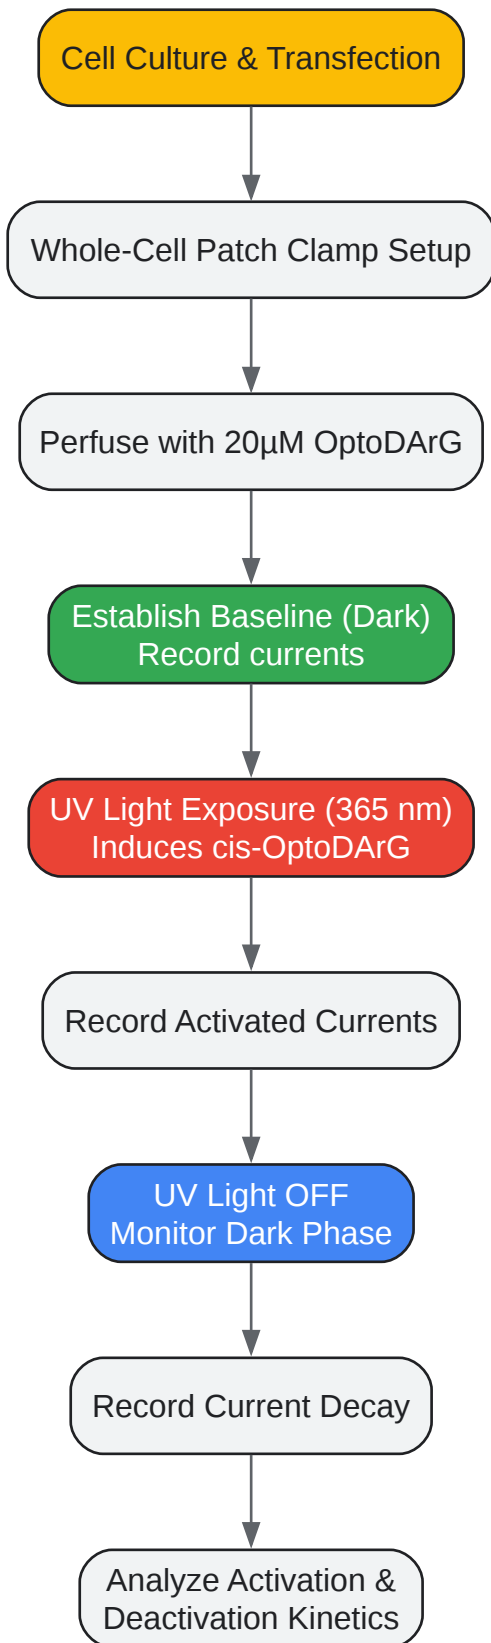 Cell Culture & Transfection
Whole-Cell Patch Clamp Setup
Perfuse with 20µM OptoDArG
Establish Baseline (Dark)
Record currents
UV Light Exposure (365 nm)
Induces cis-OptoDArG
Record Activated Currents
UV Light OFF
Monitor Dark Phase
Record Current Decay
Analyze Activation &
Deactivation Kinetics